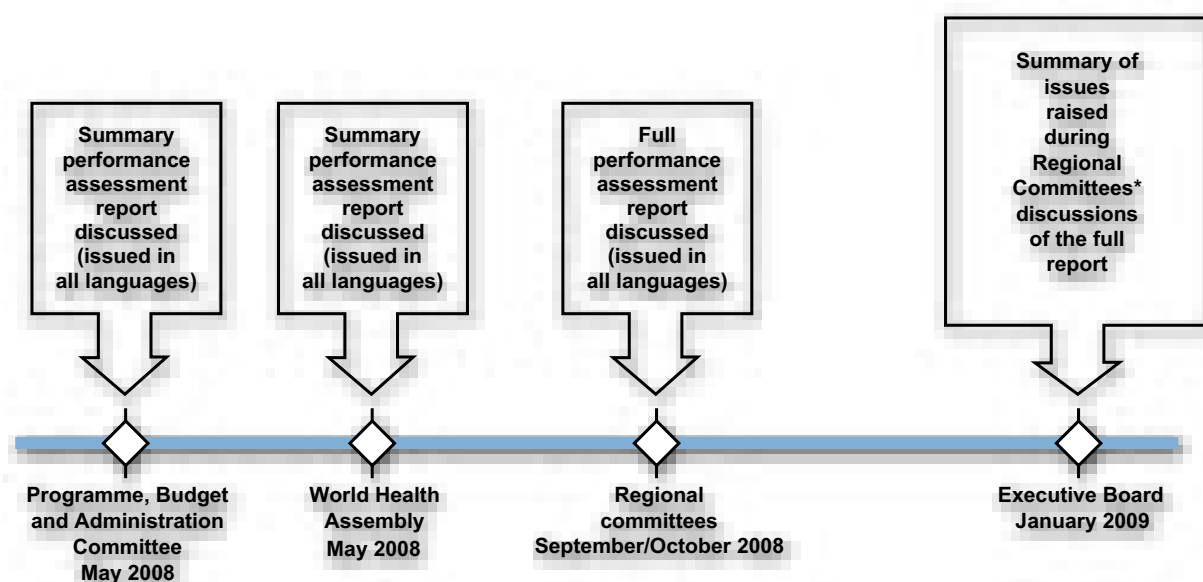 Summary
performance
assessment
report
discussed
(issued in
all languages)
Summary
performance
assessment
report
discussed
(issued in
all languages)
Full
performance
assessment
report
discussed
(issued in
all languages)
Summary of
issues
raised
during
Regional
Committees*
discussions
of the full
report
Programme, Budget
and Administration
Committee
May 2008
World Health
Assembly
May 2008
Regional
committees
September/October 2008
Executive Board
January 2009